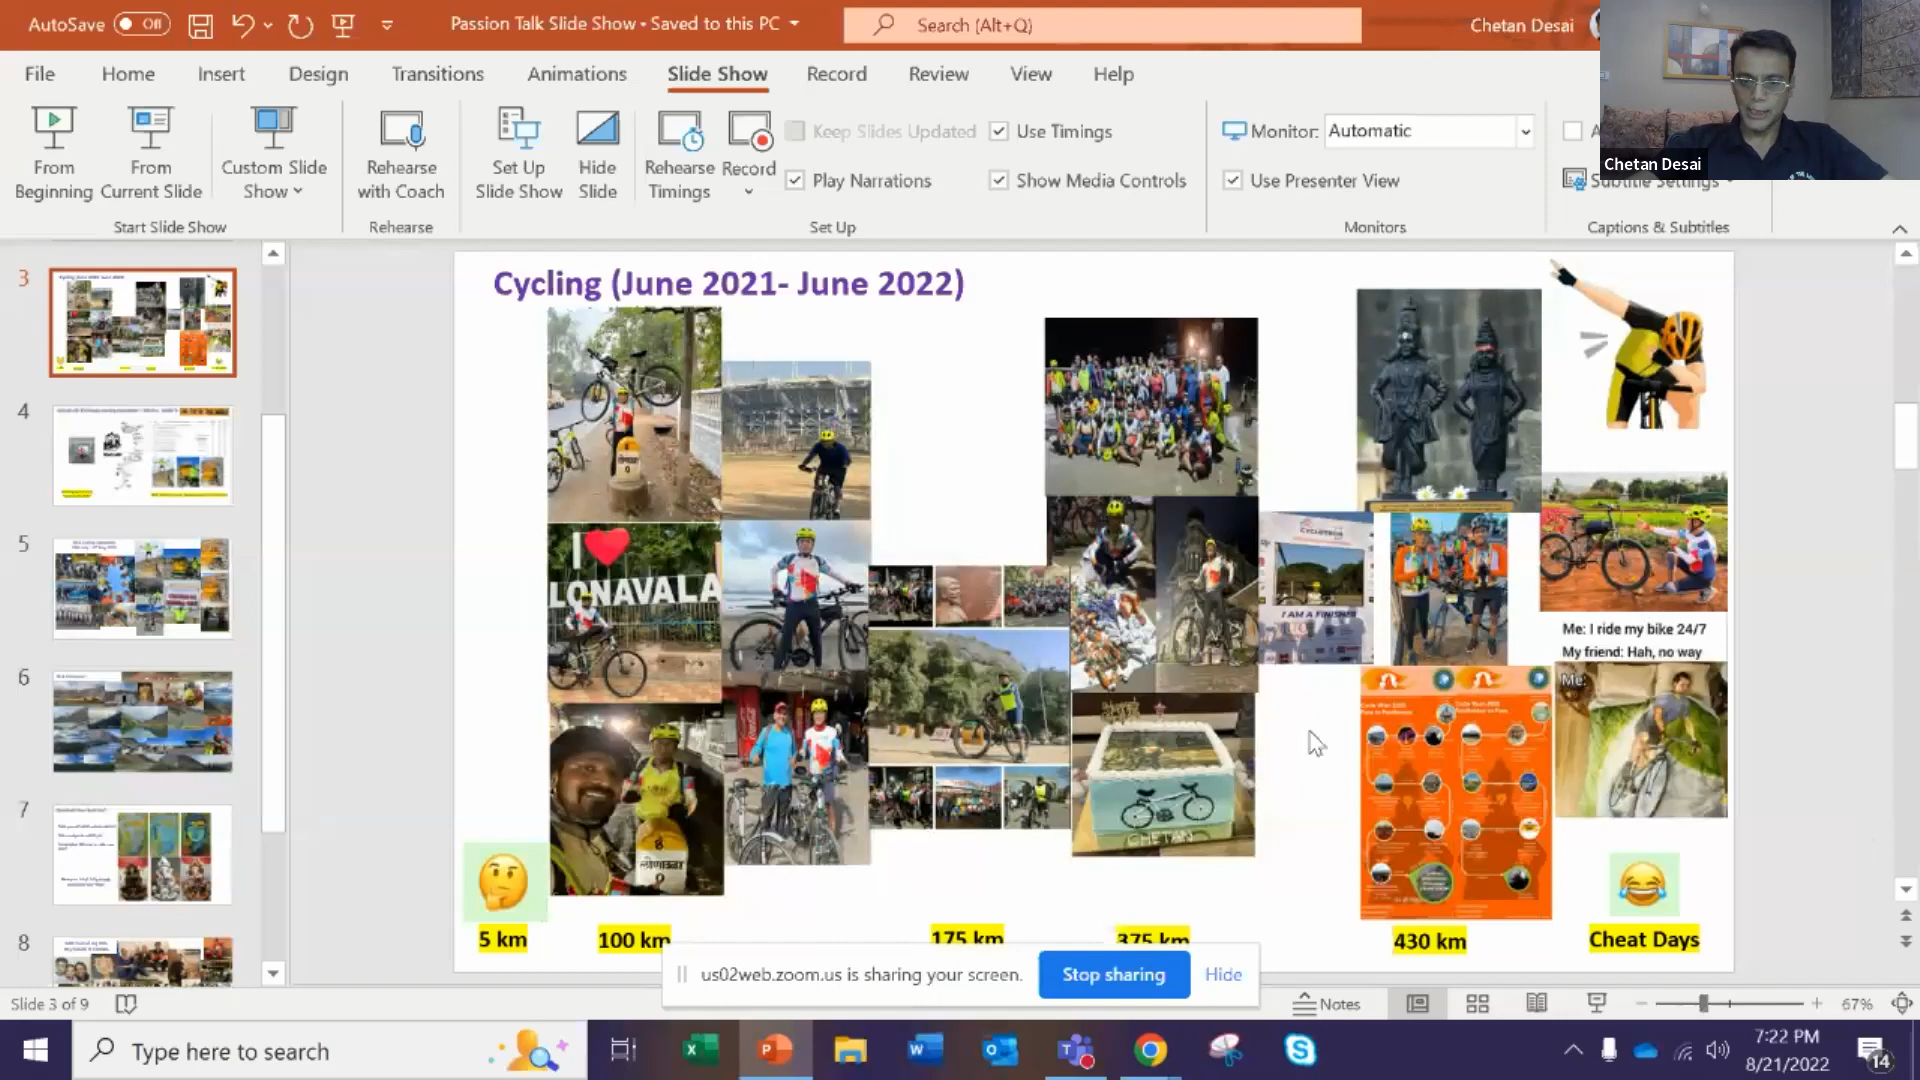 AutoSave Off
Passion Talk Slide Show • Saved to this PC
Search (Alt+Q)
Chetan Desai
File Home Insert Design Transitions Animations Slide Show Record Review View Help
From Beginning
From Current Slide
Custom Slide Show
Rehearse with Coach
Set Up Slide Show
Hide Slide
Rehearse Timings
Record
Keep Slides Updated
Use Timings
Play Narrations
Show Media Controls
Monitor: Automatic
Use Presenter View
Subtitle Settings
Chetan Desai
Start Slide Show
Rehearse
Set Up
Monitors
Captions & Subtitles
3
4
5
6
7
8
Cycling (June 2021- June 2022)
I
LONAVALA
I AM A FINISHER
Me: I ride my bike 24/7
My friend: Hah, no way
Me:
CHETAN
5 km
100 km
175 km
375 km
430 km
Cheat Days
us02web.zoom.us is sharing your screen.
Stop sharing
Hide
Slide 3 of 9
Notes
67%
Type here to search
7:22 PM
8/21/2022
14